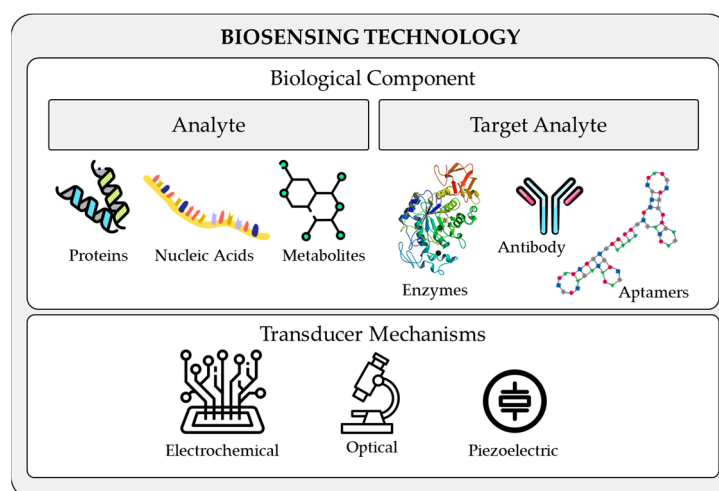 BIOSENSING TECHNOLOGY
Biological Component
Analyte
Target Analyte
Proteins
Nucleic Acids
Metabolites
Enzymes
Antibody
Aptamers
Transducer Mechanisms
Electrochemical
Optical
Piezoelectric